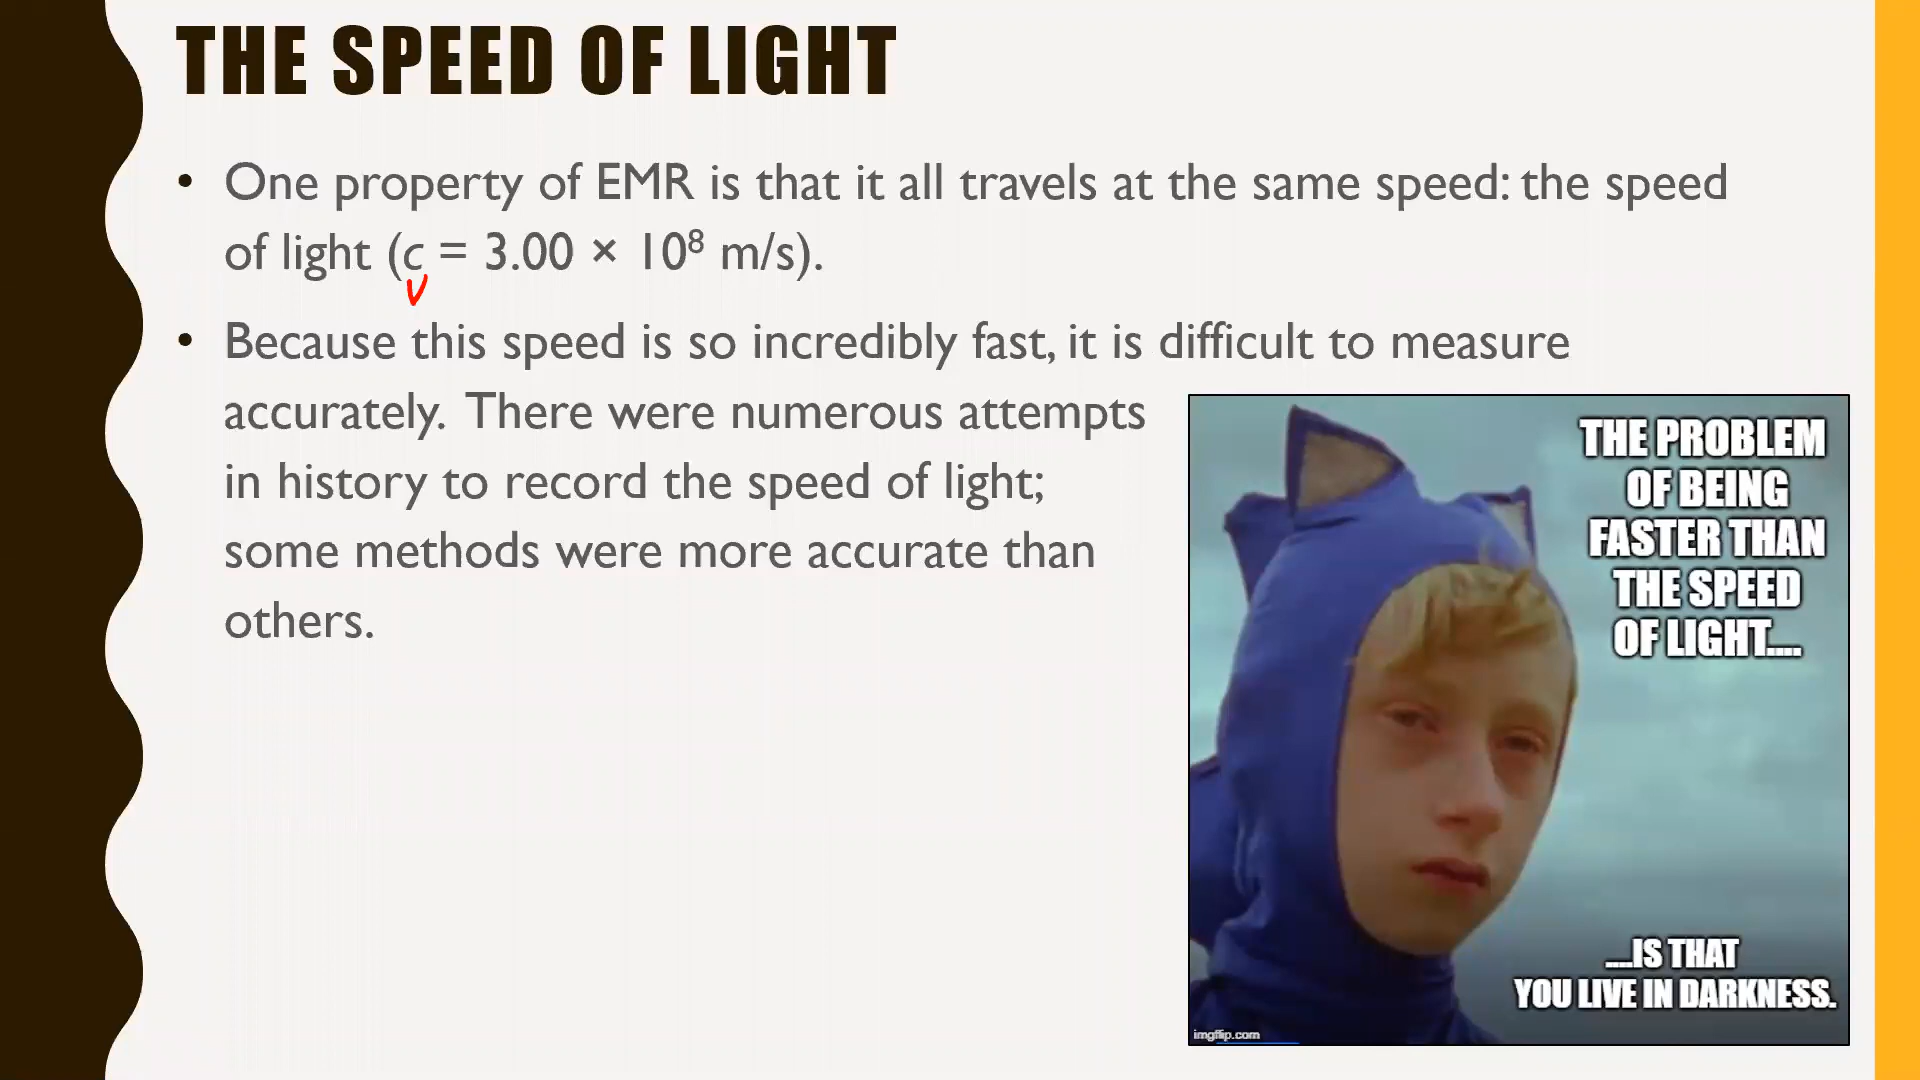 THE SPEED OF LIGHT
• One property of EMR is that it all travels at the same speed: the speed
of light (c = 3.00 × 10⁸ m/s).
v
• Because this speed is so incredibly fast, it is difficult to measure
accurately. There were numerous attempts
in history to record the speed of light;
some methods were more accurate than
others.
THE PROBLEM
OF BEING
FASTER THAN
THE SPEED
OF LIGHT....
....IS THAT
YOU LIVE IN DARKNESS.
imgflip.com